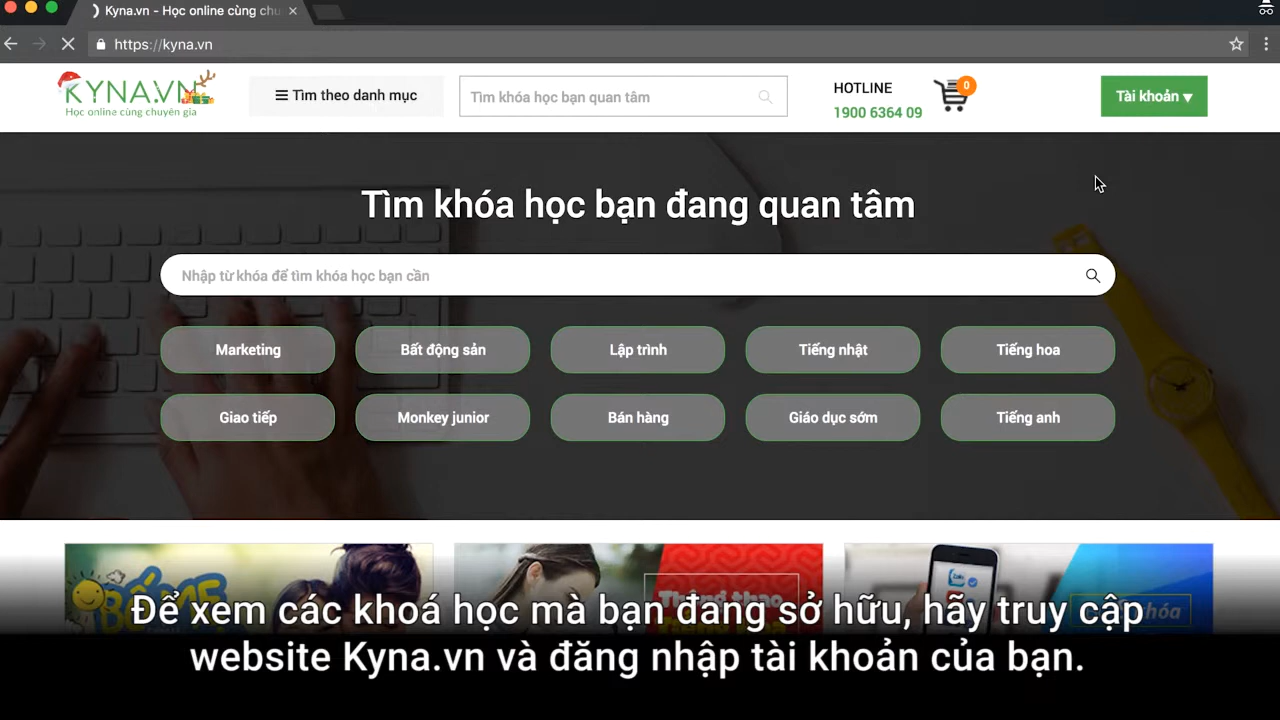 Kyna.vn - Học online cùng chu
https://kyna.vn
KYNA.VN
Học online cùng chuyên gia
Tìm theo danh mục
Tìm khóa học bạn quan tâm
HOTLINE
1900 6364 09
0
Tài khoản
Tìm khóa học bạn đang quan tâm
Nhập từ khóa để tìm khóa học bạn cần
Marketing
Bất động sản
Lập trình
Tiếng nhật
Tiếng hoa
Giao tiếp
Monkey junior
Bán hàng
Giáo dục sớm
Tiếng anh
Zalo
Để xem các khoá học mà bạn đang sở hữu, hãy truy cập
website Kyna.vn và đăng nhập tài khoản của bạn.